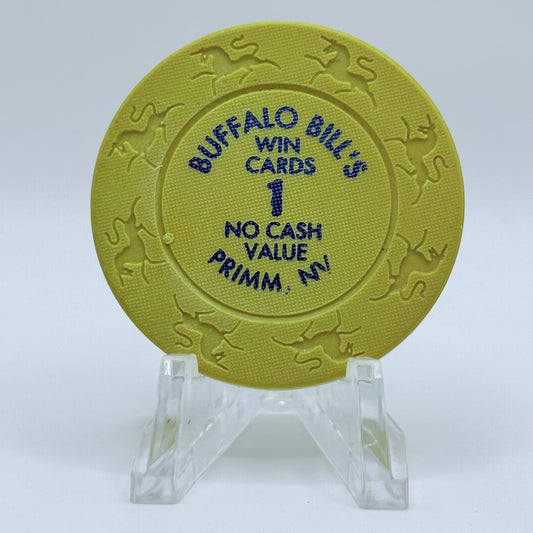 BUFFALO BILL'S
WIN
CARDS
1
NO CASH
VALUE
PRIMM, NV